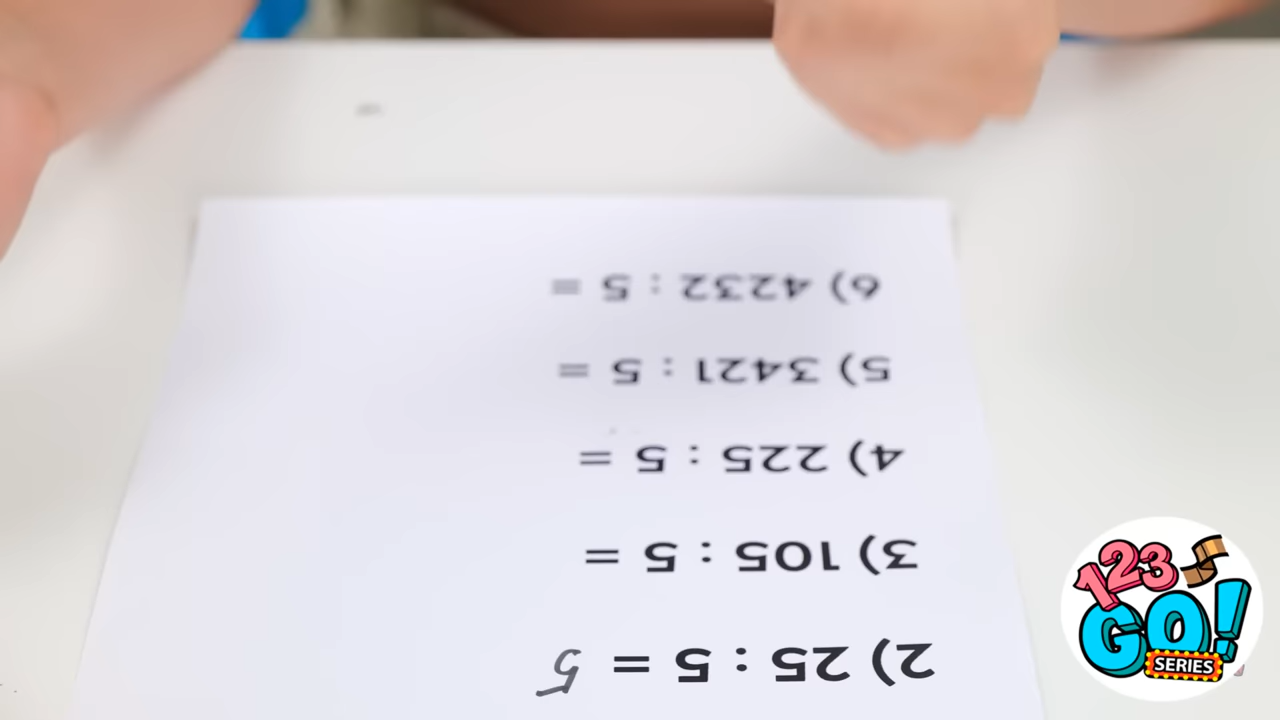 2) 25 : 5 = 5
3) 105 : 5 =
4) 225 : 5 =
5) 3421 : 5 =
6) 4232 : 5 =
123
GO!
SERIES